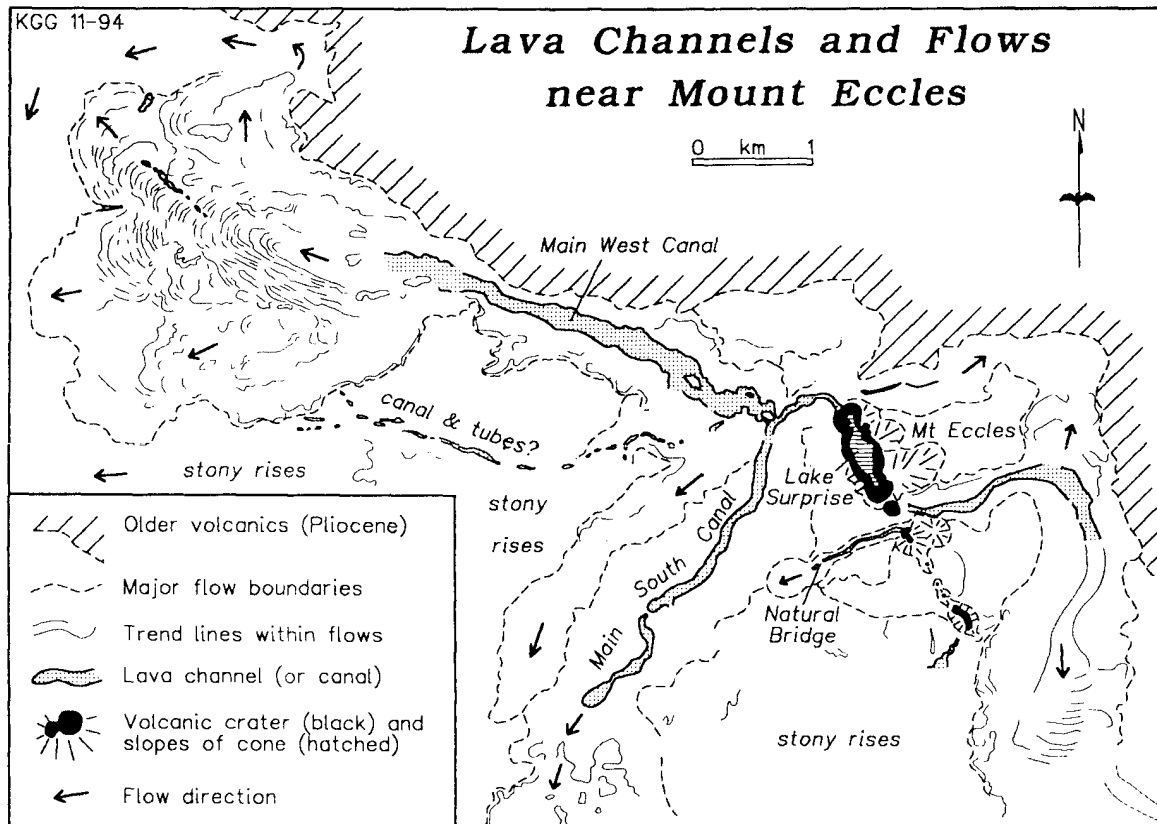 KGG 11-94
Lava Channels and Flows
near Mount Eccles
0 km 1
N
Main West Canal
Mt Eccles
canal & tubes?
Lake
Surprise
stony rises
stony
rises
Main South Canal
Natural
Bridge
stony rises
Older volcanics (Pliocene)
Major flow boundaries
Trend lines within flows
Lava channel (or canal)
Volcanic crater (black) and
slopes of cone (hatched)
Flow direction